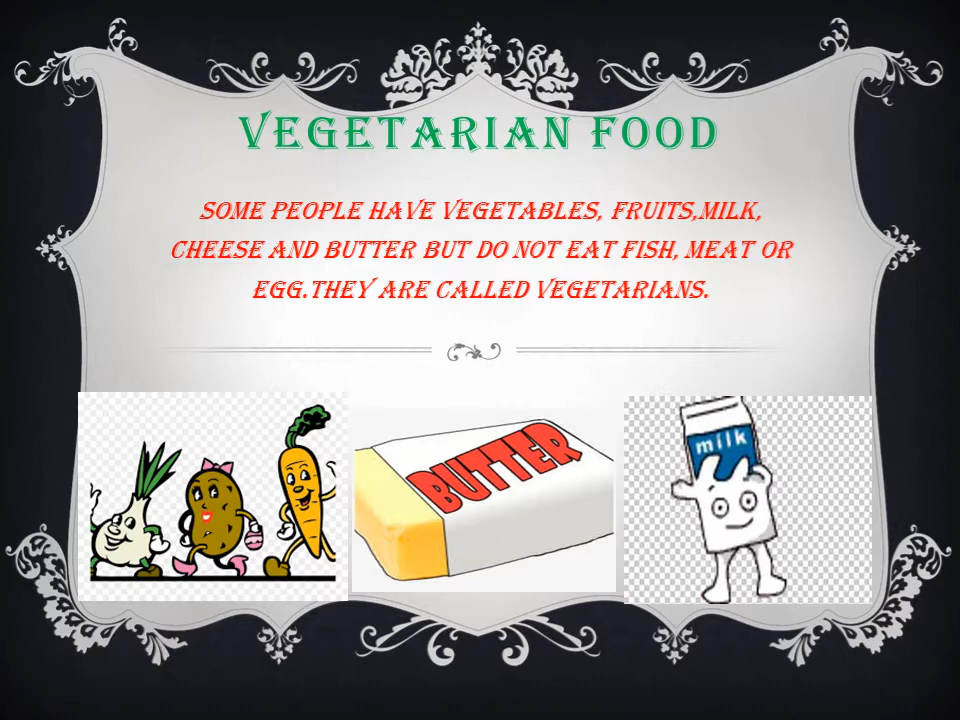 VEGETARIAN FOOD
SOME PEOPLE HAVE VEGETABLES, FRUITS,MILK,
CHEESE AND BUTTER BUT DO NOT EAT FISH, MEAT OR
EGG.THEY ARE CALLED VEGETARIANS.
BUTTER
milk